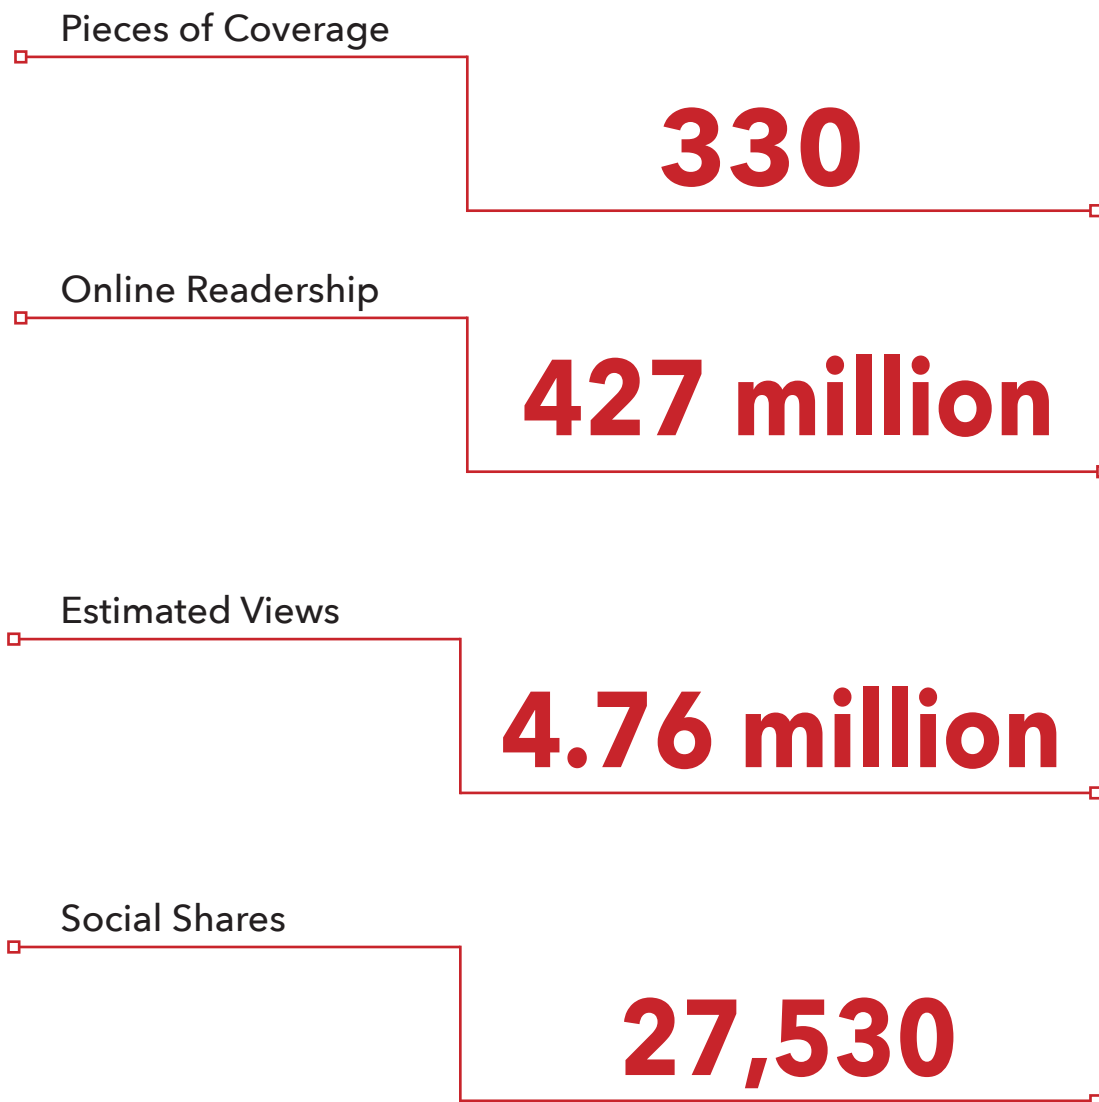 Pieces of Coverage
330
Online Readership
427 million
Estimated Views
4.76 million
Social Shares
27,530